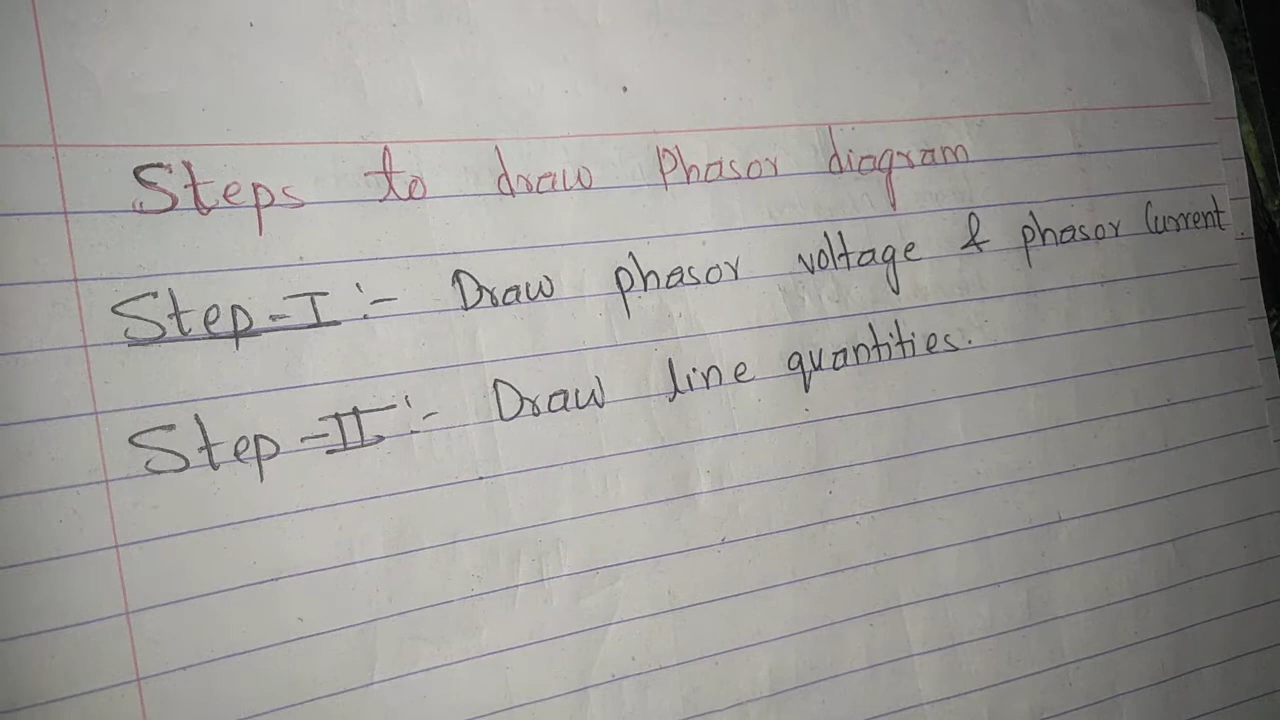 Steps to draw Phasor diagram
Step-I :- Draw phasor voltage & phasor Current.
Step-II :- Draw line quantities.